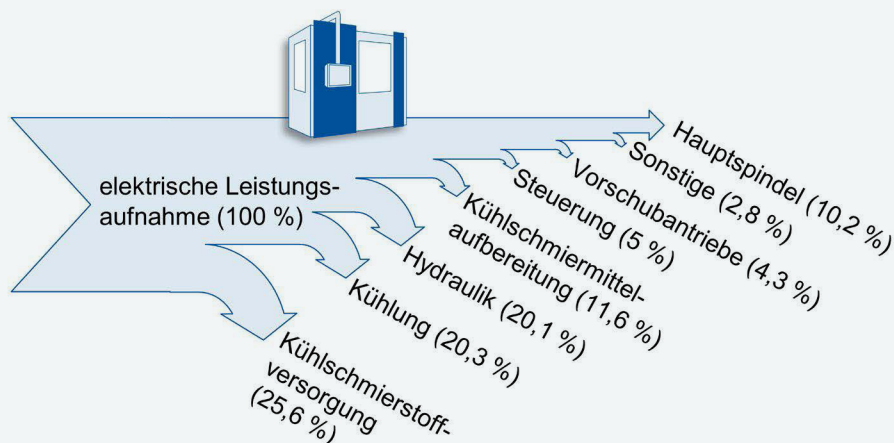 elektrische Leistungs-
aufnahme (100 %)
Kühlschmierstoff-
versorgung
(25,6 %)
Kühlung (20,3 %)
Hydraulik (20,1 %)
Kühlschmiermittel-
aufbereitung (11,6 %)
Steuerung (5 %)
Vorschubantriebe (4,3 %)
Sonstige (2,8 %)
Hauptspindel (10,2 %)